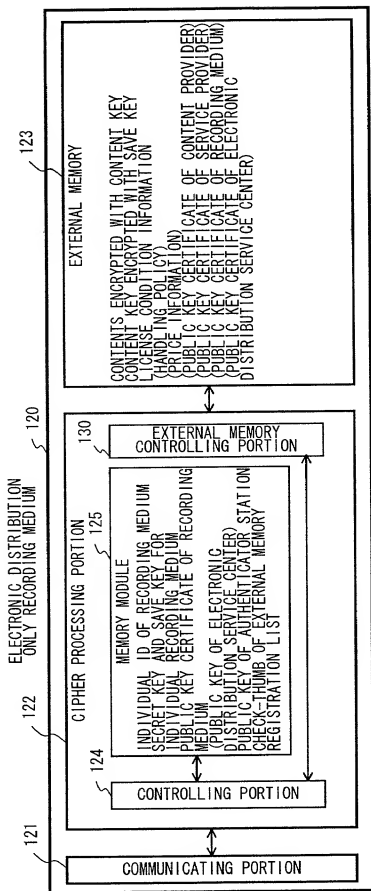 ELECTRONIC DISTRIBUTION
ONLY RECORDING MEDIUM
120
121
COMMUNICATING PORTION
122
CIPHER PROCESSING PORTION
124
CONTROLLING PORTION
125
MEMORY MODULE
INDIVIDUAL ID OF RECORDING MEDIUM
SECRET KEY AND SAVE KEY FOR
INDIVIDUAL RECORDING MEDIUM
PUBLIC KEY CERTIFICATE OF RECORDING
MEDIUM
(PUBLIC KEY OF ELECTRONIC
DISTRIBUTION SERVICE CENTER)
PUBLIC KEY OF AUTHENTICATOR STATION
CHECK-THUMB OF EXTERNAL MEMORY
REGISTRATION LIST
130
EXTERNAL MEMORY
CONTROLLING PORTION
123
EXTERNAL MEMORY
CONTENTS ENCRYPTED WITH CONTENT KEY
CONTENT KEY ENCRYPTED WITH SAVE KEY
LICENSE CONDITION INFORMATION
(HANDLING POLICY)
(PRICE INFORMATION)
(PUBLIC KEY CERTIFICATE OF CONTENT PROVIDER)
(PUBLIC KEY CERTIFICATE OF SERVICE PROVIDER)
(PUBLIC KEY CERTIFICATE OF RECORDING MEDIUM)
(PUBLIC KEY CERTIFICATE OF ELECTRONIC
DISTRIBUTION SERVICE CENTER)